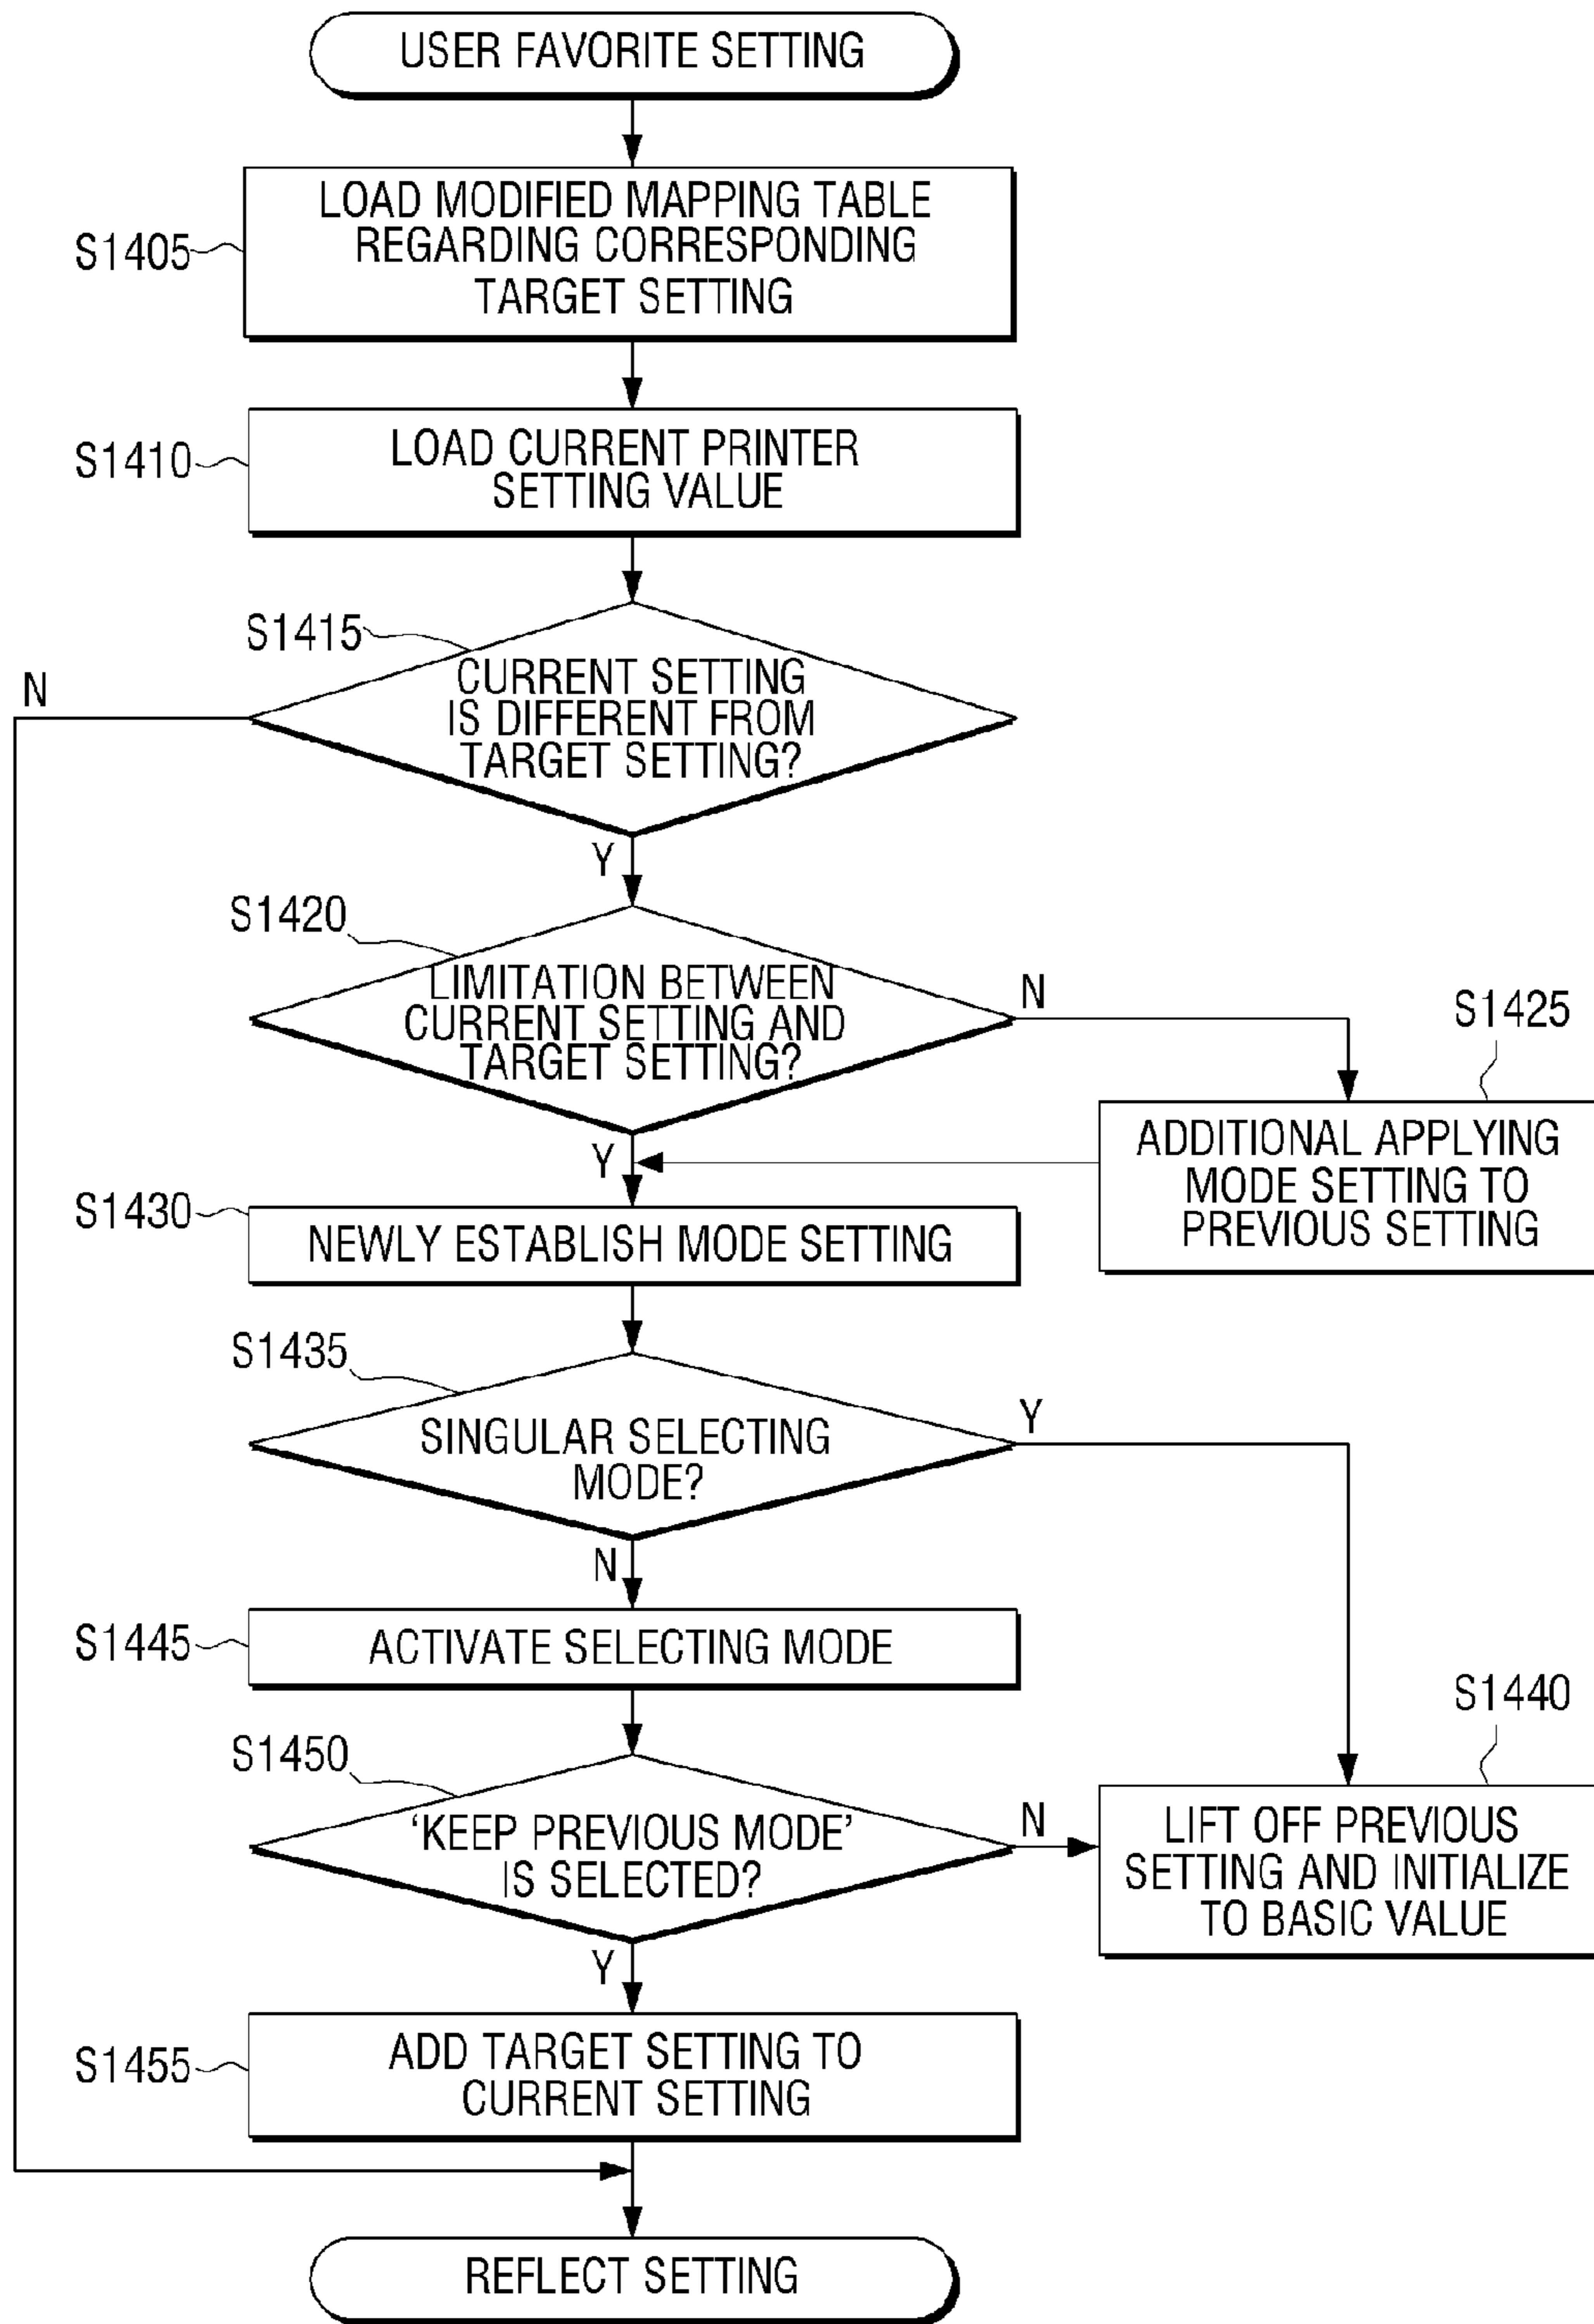 USER FAVORITE SETTING
S1405
LOAD MODIFIED MAPPING TABLE
REGARDING CORRESPONDING
TARGET SETTING
S1410
LOAD CURRENT PRINTER
SETTING VALUE
S1415
N
CURRENT SETTING
IS DIFFERENT FROM
TARGET SETTING?
Y
S1420
LIMITATION BETWEEN
CURRENT SETTING AND
TARGET SETTING?
N
S1425
ADDITIONAL APPLYING
MODE SETTING TO
PREVIOUS SETTING
Y
S1430
NEWLY ESTABLISH MODE SETTING
S1435
SINGULAR SELECTING
MODE?
Y
N
S1445
ACTIVATE SELECTING MODE
S1440
LIFT OFF PREVIOUS
SETTING AND INITIALIZE
TO BASIC VALUE
S1450
'KEEP PREVIOUS MODE'
IS SELECTED?
N
Y
S1455
ADD TARGET SETTING TO
CURRENT SETTING
REFLECT SETTING